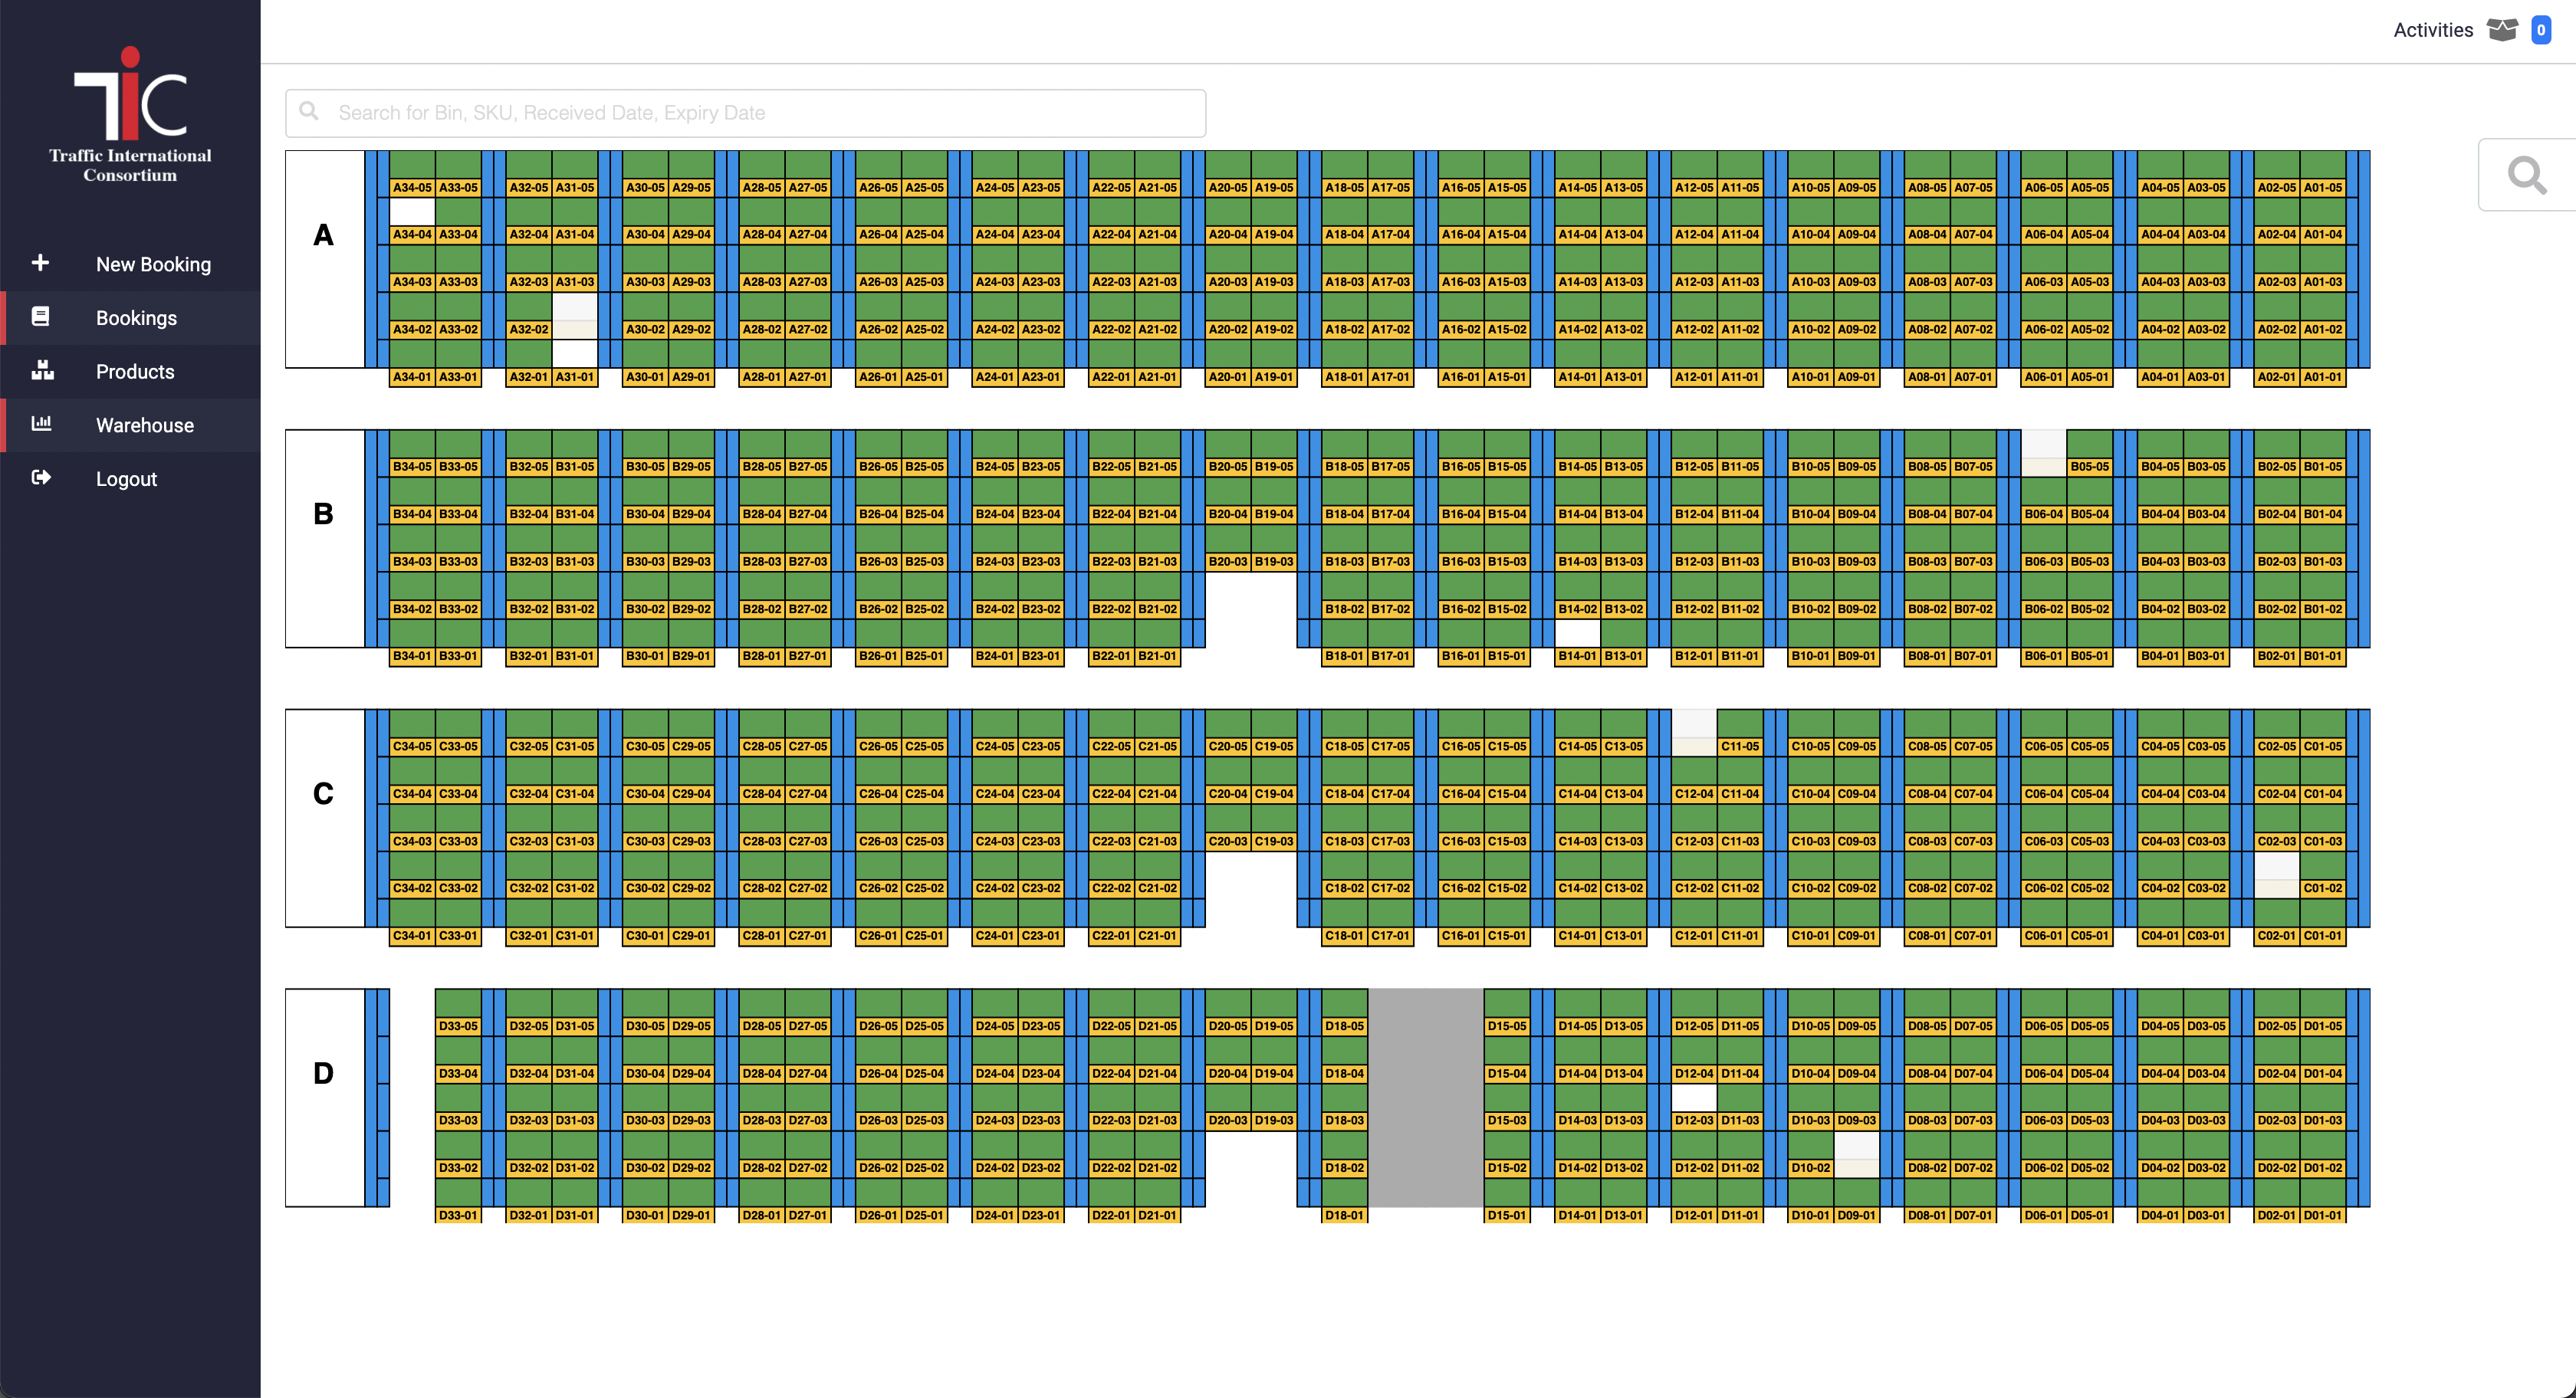 Activities 0
TIC
Traffic International
Consortium
New Booking
Bookings
Products
Warehouse
Logout
Search for Bin, SKU, Received Date, Expiry Date
A
A34-05 A33-05 A32-05 A31-05 A30-05 A29-05 A28-05 A27-05 A26-05 A25-05 A24-05 A23-05 A22-05 A21-05 A20-05 A19-05 A18-05 A17-05 A16-05 A15-05 A14-05 A13-05 A12-05 A11-05 A10-05 A09-05 A08-05 A07-05 A06-05 A05-05 A04-05 A03-05 A02-05 A01-05
A34-04 A33-04 A32-04 A31-04 A30-04 A29-04 A28-04 A27-04 A26-04 A25-04 A24-04 A23-04 A22-04 A21-04 A20-04 A19-04 A18-04 A17-04 A16-04 A15-04 A14-04 A13-04 A12-04 A11-04 A10-04 A09-04 A08-04 A07-04 A06-04 A05-04 A04-04 A03-04 A02-04 A01-04
A34-03 A33-03 A32-03 A31-03 A30-03 A29-03 A28-03 A27-03 A26-03 A25-03 A24-03 A23-03 A22-03 A21-03 A20-03 A19-03 A18-03 A17-03 A16-03 A15-03 A14-03 A13-03 A12-03 A11-03 A10-03 A09-03 A08-03 A07-03 A06-03 A05-03 A04-03 A03-03 A02-03 A01-03
A34-02 A33-02 A32-02 A30-02 A29-02 A28-02 A27-02 A26-02 A25-02 A24-02 A23-02 A22-02 A21-02 A20-02 A19-02 A18-02 A17-02 A16-02 A15-02 A14-02 A13-02 A12-02 A11-02 A10-02 A09-02 A08-02 A07-02 A06-02 A05-02 A04-02 A03-02 A02-02 A01-02
A34-01 A33-01 A32-01 A31-01 A30-01 A29-01 A28-01 A27-01 A26-01 A25-01 A24-01 A23-01 A22-01 A21-01 A20-01 A19-01 A18-01 A17-01 A16-01 A15-01 A14-01 A13-01 A12-01 A11-01 A10-01 A09-01 A08-01 A07-01 A06-01 A05-01 A04-01 A03-01 A02-01 A01-01
B
B34-05 B33-05 B32-05 B31-05 B30-05 B29-05 B28-05 B27-05 B26-05 B25-05 B24-05 B23-05 B22-05 B21-05 B20-05 B19-05 B18-05 B17-05 B16-05 B15-05 B14-05 B13-05 B12-05 B11-05 B10-05 B09-05 B08-05 B07-05 B05-05 B04-05 B03-05 B02-05 B01-05
B34-04 B33-04 B32-04 B31-04 B30-04 B29-04 B28-04 B27-04 B26-04 B25-04 B24-04 B23-04 B22-04 B21-04 B20-04 B19-04 B18-04 B17-04 B16-04 B15-04 B14-04 B13-04 B12-04 B11-04 B10-04 B09-04 B08-04 B07-04 B06-04 B05-04 B04-04 B03-04 B02-04 B01-04
B34-03 B33-03 B32-03 B31-03 B30-03 B29-03 B28-03 B27-03 B26-03 B25-03 B24-03 B23-03 B22-03 B21-03 B20-03 B19-03 B18-03 B17-03 B16-03 B15-03 B14-03 B13-03 B12-03 B11-03 B10-03 B09-03 B08-03 B07-03 B06-03 B05-03 B04-03 B03-03 B02-03 B01-03
B34-02 B33-02 B32-02 B31-02 B30-02 B29-02 B28-02 B27-02 B26-02 B25-02 B24-02 B23-02 B22-02 B21-02 B18-02 B17-02 B16-02 B15-02 B14-02 B13-02 B12-02 B11-02 B10-02 B09-02 B08-02 B07-02 B06-02 B05-02 B04-02 B03-02 B02-02 B01-02
B34-01 B33-01 B32-01 B31-01 B30-01 B29-01 B28-01 B27-01 B26-01 B25-01 B24-01 B23-01 B22-01 B21-01 B18-01 B17-01 B16-01 B15-01 B14-01 B13-01 B12-01 B11-01 B10-01 B09-01 B08-01 B07-01 B06-01 B05-01 B04-01 B03-01 B02-01 B01-01
C
C34-05 C33-05 C32-05 C31-05 C30-05 C29-05 C28-05 C27-05 C26-05 C25-05 C24-05 C23-05 C22-05 C21-05 C20-05 C19-05 C18-05 C17-05 C16-05 C15-05 C14-05 C13-05 C11-05 C10-05 C09-05 C08-05 C07-05 C06-05 C05-05 C04-05 C03-05 C02-05 C01-05
C34-04 C33-04 C32-04 C31-04 C30-04 C29-04 C28-04 C27-04 C26-04 C25-04 C24-04 C23-04 C22-04 C21-04 C20-04 C19-04 C18-04 C17-04 C16-04 C15-04 C14-04 C13-04 C12-04 C11-04 C10-04 C09-04 C08-04 C07-04 C06-04 C05-04 C04-04 C03-04 C02-04 C01-04
C34-03 C33-03 C32-03 C31-03 C30-03 C29-03 C28-03 C27-03 C26-03 C25-03 C24-03 C23-03 C22-03 C21-03 C20-03 C19-03 C18-03 C17-03 C16-03 C15-03 C14-03 C13-03 C12-03 C11-03 C10-03 C09-03 C08-03 C07-03 C06-03 C05-03 C04-03 C03-03 C02-03 C01-03
C34-02 C33-02 C32-02 C31-02 C30-02 C29-02 C28-02 C27-02 C26-02 C25-02 C24-02 C23-02 C22-02 C21-02 C18-02 C17-02 C16-02 C15-02 C14-02 C13-02 C12-02 C11-02 C10-02 C09-02 C08-02 C07-02 C06-02 C05-02 C04-02 C03-02 C01-02
C34-01 C33-01 C32-01 C31-01 C30-01 C29-01 C28-01 C27-01 C26-01 C25-01 C24-01 C23-01 C22-01 C21-01 C18-01 C17-01 C16-01 C15-01 C14-01 C13-01 C12-01 C11-01 C10-01 C09-01 C08-01 C07-01 C06-01 C05-01 C04-01 C03-01 C02-01 C01-01
D
D33-05 D32-05 D31-05 D30-05 D29-05 D28-05 D27-05 D26-05 D25-05 D24-05 D23-05 D22-05 D21-05 D20-05 D19-05 D18-05 D15-05 D14-05 D13-05 D12-05 D11-05 D10-05 D09-05 D08-05 D07-05 D06-05 D05-05 D04-05 D03-05 D02-05 D01-05
D33-04 D32-04 D31-04 D30-04 D29-04 D28-04 D27-04 D26-04 D25-04 D24-04 D23-04 D22-04 D21-04 D20-04 D19-04 D18-04 D15-04 D14-04 D13-04 D12-04 D11-04 D10-04 D09-04 D08-04 D07-04 D06-04 D05-04 D04-04 D03-04 D02-04 D01-04
D33-03 D32-03 D31-03 D30-03 D29-03 D28-03 D27-03 D26-03 D25-03 D24-03 D23-03 D22-03 D21-03 D20-03 D19-03 D18-03 D15-03 D14-03 D13-03 D12-03 D11-03 D10-03 D09-03 D08-03 D07-03 D06-03 D05-03 D04-03 D03-03 D02-03 D01-03
D33-02 D32-02 D31-02 D30-02 D29-02 D28-02 D27-02 D26-02 D25-02 D24-02 D23-02 D22-02 D21-02 D18-02 D15-02 D14-02 D13-02 D12-02 D11-02 D10-02 D08-02 D07-02 D06-02 D05-02 D04-02 D03-02 D02-02 D01-02
D33-01 D32-01 D31-01 D30-01 D29-01 D28-01 D27-01 D26-01 D25-01 D24-01 D23-01 D22-01 D21-01 D18-01 D15-01 D14-01 D13-01 D12-01 D11-01 D10-01 D09-01 D08-01 D07-01 D06-01 D05-01 D04-01 D03-01 D02-01 D01-01